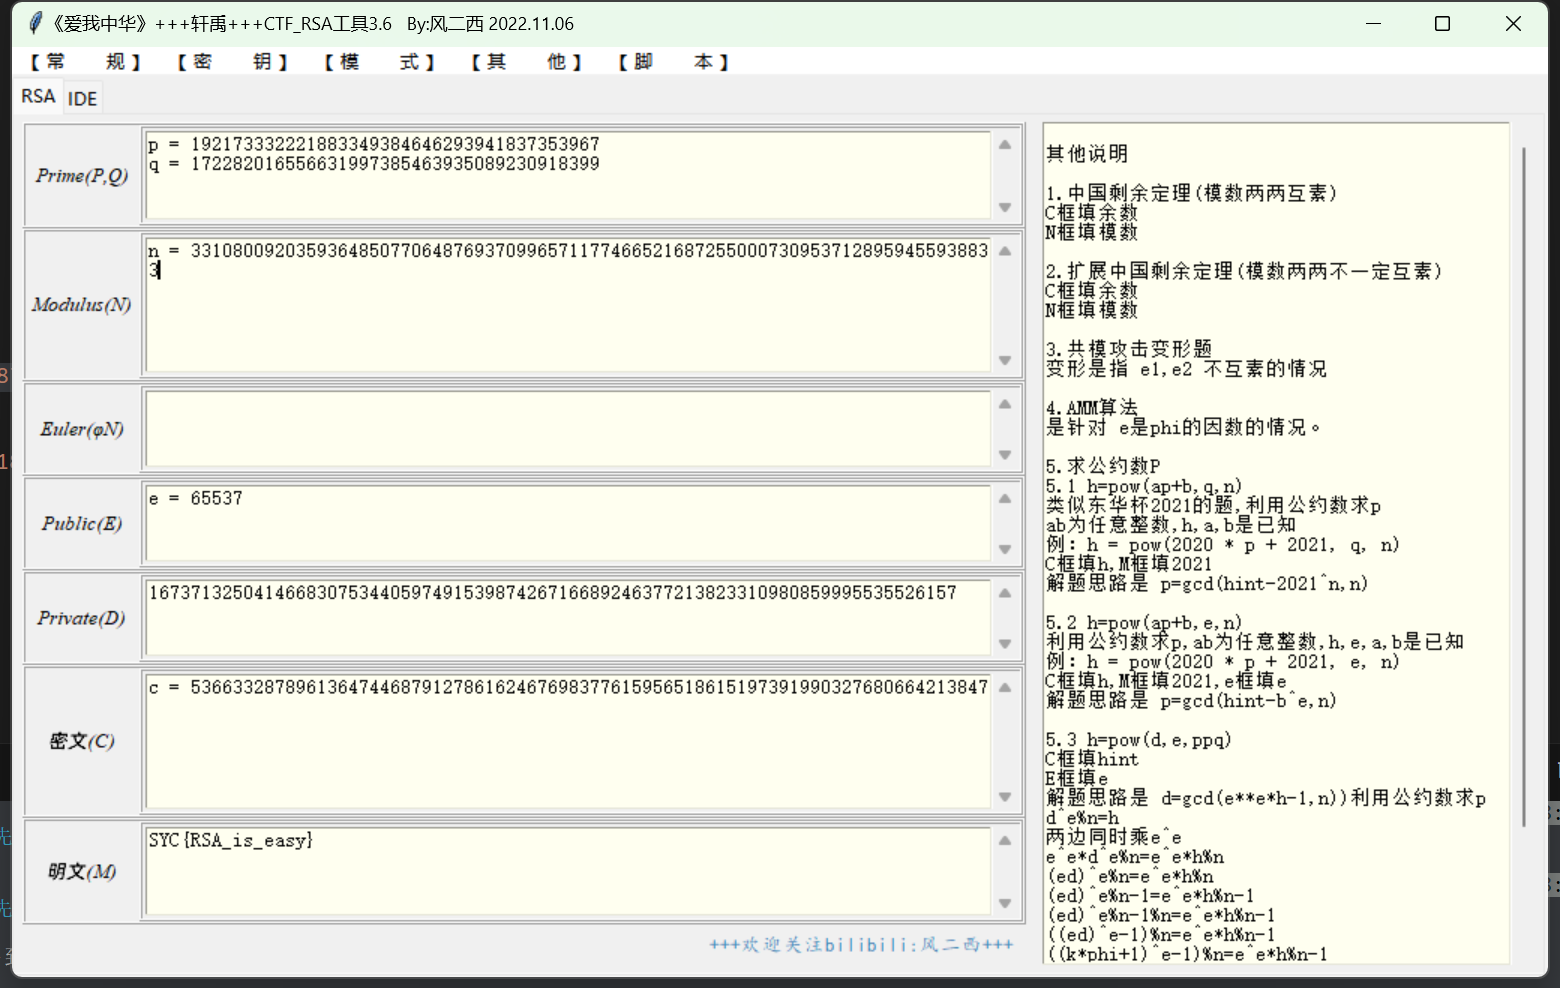 《爱我中华》+++轩禹+++CTF_RSA工具3.6 By:风二西 2022.11.06
【常 规】 【密 钥】 【模 式】 【其 他】 【脚 本】
RSA IDE
Prime(P,Q)
p = 192173332221883349384646293941837353967
q = 172282016556631997385463935089230918399
Modulus(N)
n = 3310800920359364850770648769370996571177466521687255000730953712895945593883
3
Euler(φN)
Public(E)
e = 65537
Private(D)
16737132504146683075344059749153987426716689246377213823310980859995535526157
密文(C)
c = 5366332878961364744687912786162467698377615956518615197391990327680664213847
明文(M)
SYC{RSA_is_easy}
+++欢迎关注bilibili:风二西+++
其他说明
1.中国剩余定理(模数两两互素)
C框填余数
N框填模数
2.扩展中国剩余定理(模数两两不一定互素)
C框填余数
N框填模数
3.共模攻击变形题
变形是指 e1,e2 不互素的情况
4.AMM算法
是针对 e是phi的因数的情况。
5.求公约数P
5.1 h=pow(ap+b,q,n)
类似东华杯2021的题,利用公约数求p
ab为任意整数,h,a,b是已知
例: h = pow(2020 * p + 2021, q, n)
C框填h,M框填2021
解题思路是 p=gcd(hint-2021^n,n)
5.2 h=pow(ap+b,e,n)
利用公约数求p,ab为任意整数,h,e,a,b是已知
例: h = pow(2020 * p + 2021, e, n)
C框填h,M框填2021,e框填e
解题思路是 p=gcd(hint-b^e,n)
5.3 h=pow(d,e,ppq)
C框填hint
E框填e
解题思路是 d=gcd(e**e*h-1,n))利用公约数求p
d^e%n=h
两边同时乘e^e
e^e*d^e%n=e^e*h%n
(ed)^e%n=e^e*h%n
(ed)^e%n-1=e^e*h%n-1
(ed)^e%n-1%n=e^e*h%n-1
((ed)^e-1)%n=e^e*h%n-1
((k*phi+1)^e-1)%n=e^e*h%n-1